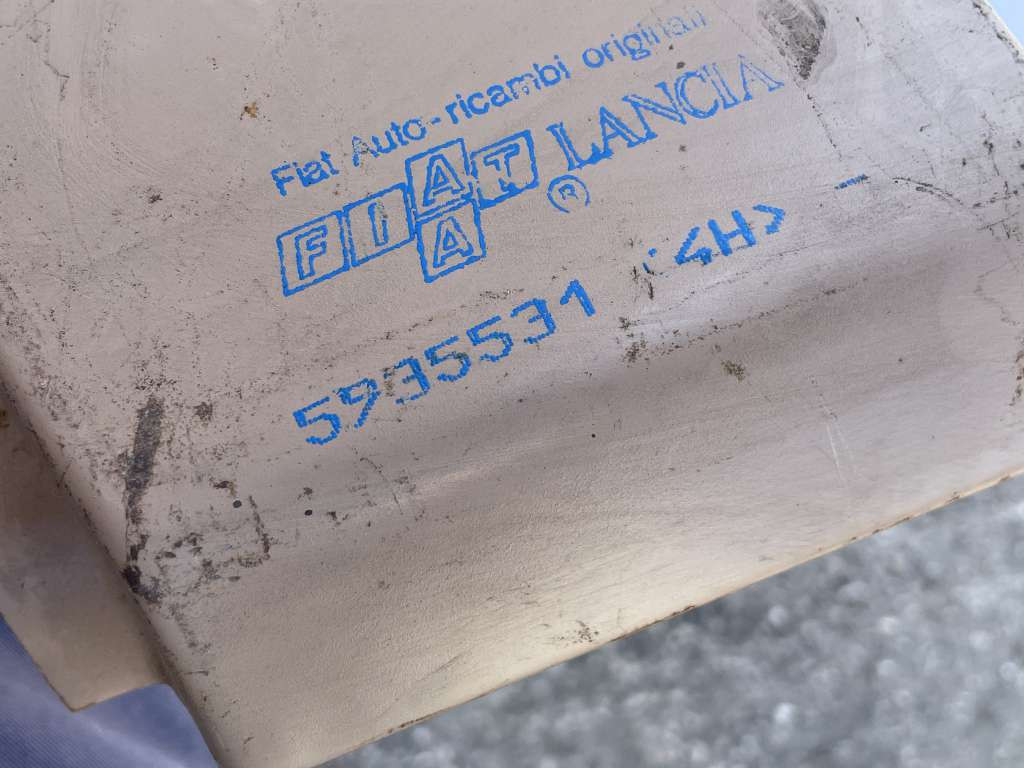 Fiat Auto-ricambi originali
FIAT LANCIA
A ®
5935531 <4H>